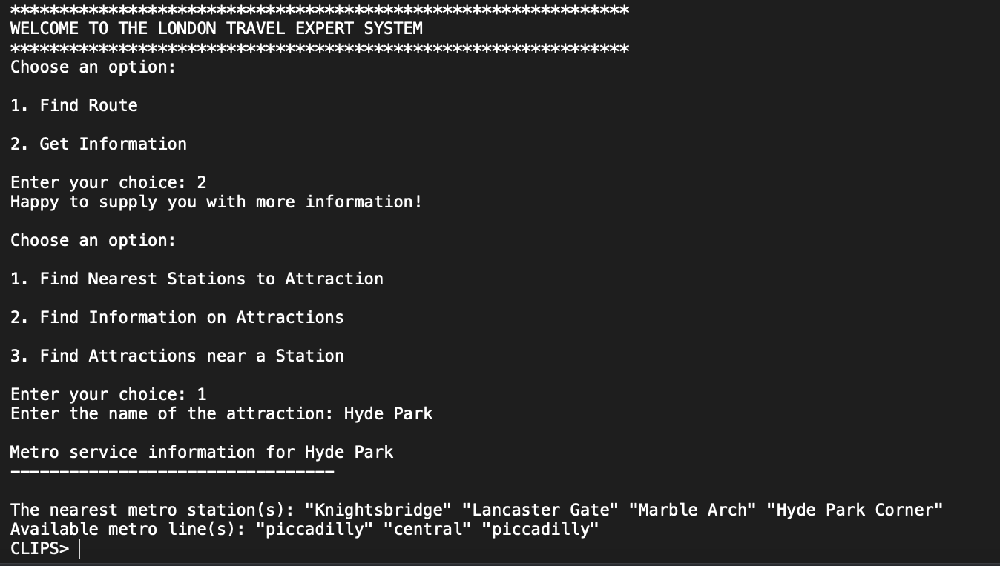 ***************************************************************
WELCOME TO THE LONDON TRAVEL EXPERT SYSTEM
***************************************************************
Choose an option:
1. Find Route
2. Get Information
Enter your choice: 2
Happy to supply you with more information!
Choose an option:
1. Find Nearest Stations to Attraction
2. Find Information on Attractions
3. Find Attractions near a Station
Enter your choice: 1
Enter the name of the attraction: Hyde Park
Metro service information for Hyde Park
---------------------------------
The nearest metro station(s): "Knightsbridge" "Lancaster Gate" "Marble Arch" "Hyde Park Corner"
Available metro line(s): "piccadilly" "central" "piccadilly"
CLIPS>